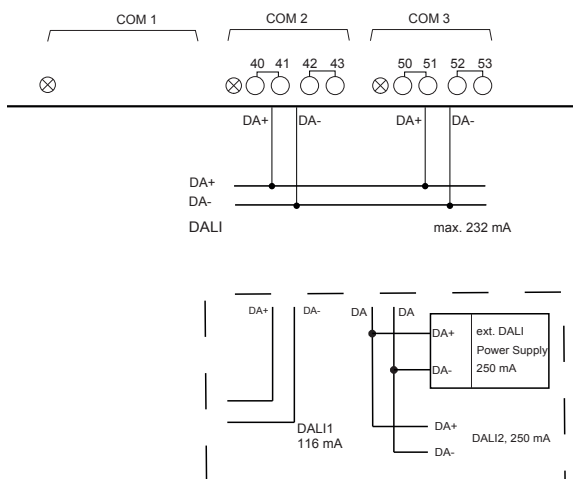 COM 1 COM 2 COM 3
40 41 42 43 50 51 52 53
DA+ DA- DA+ DA-
DA+
DA-
DALI max. 232 mA
DA+ DA- DA DA
DA+ ext. DALI
Power Supply
DA- 250 mA
DALI1
116 mA
DA+
DALI2, 250 mA
DA-